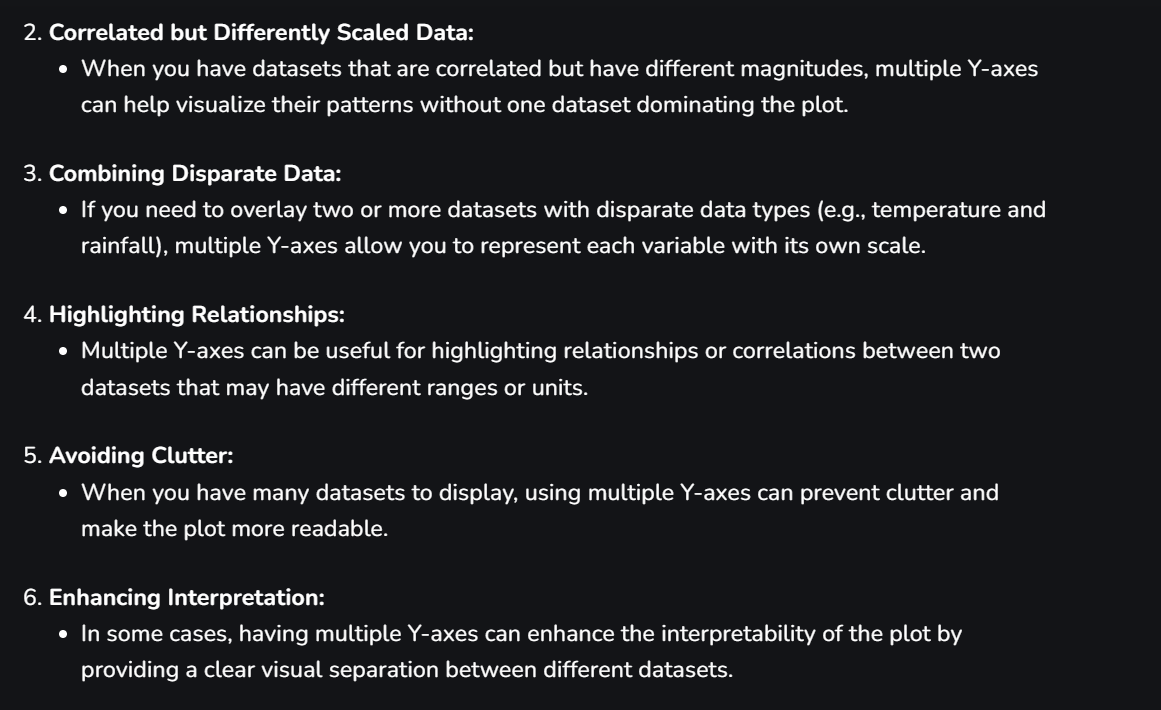 2. Correlated but Differently Scaled Data:
• When you have datasets that are correlated but have different magnitudes, multiple Y-axes
can help visualize their patterns without one dataset dominating the plot.
3. Combining Disparate Data:
• If you need to overlay two or more datasets with disparate data types (e.g., temperature and
rainfall), multiple Y-axes allow you to represent each variable with its own scale.
4. Highlighting Relationships:
• Multiple Y-axes can be useful for highlighting relationships or correlations between two
datasets that may have different ranges or units.
5. Avoiding Clutter:
• When you have many datasets to display, using multiple Y-axes can prevent clutter and
make the plot more readable.
6. Enhancing Interpretation:
• In some cases, having multiple Y-axes can enhance the interpretability of the plot by
providing a clear visual separation between different datasets.